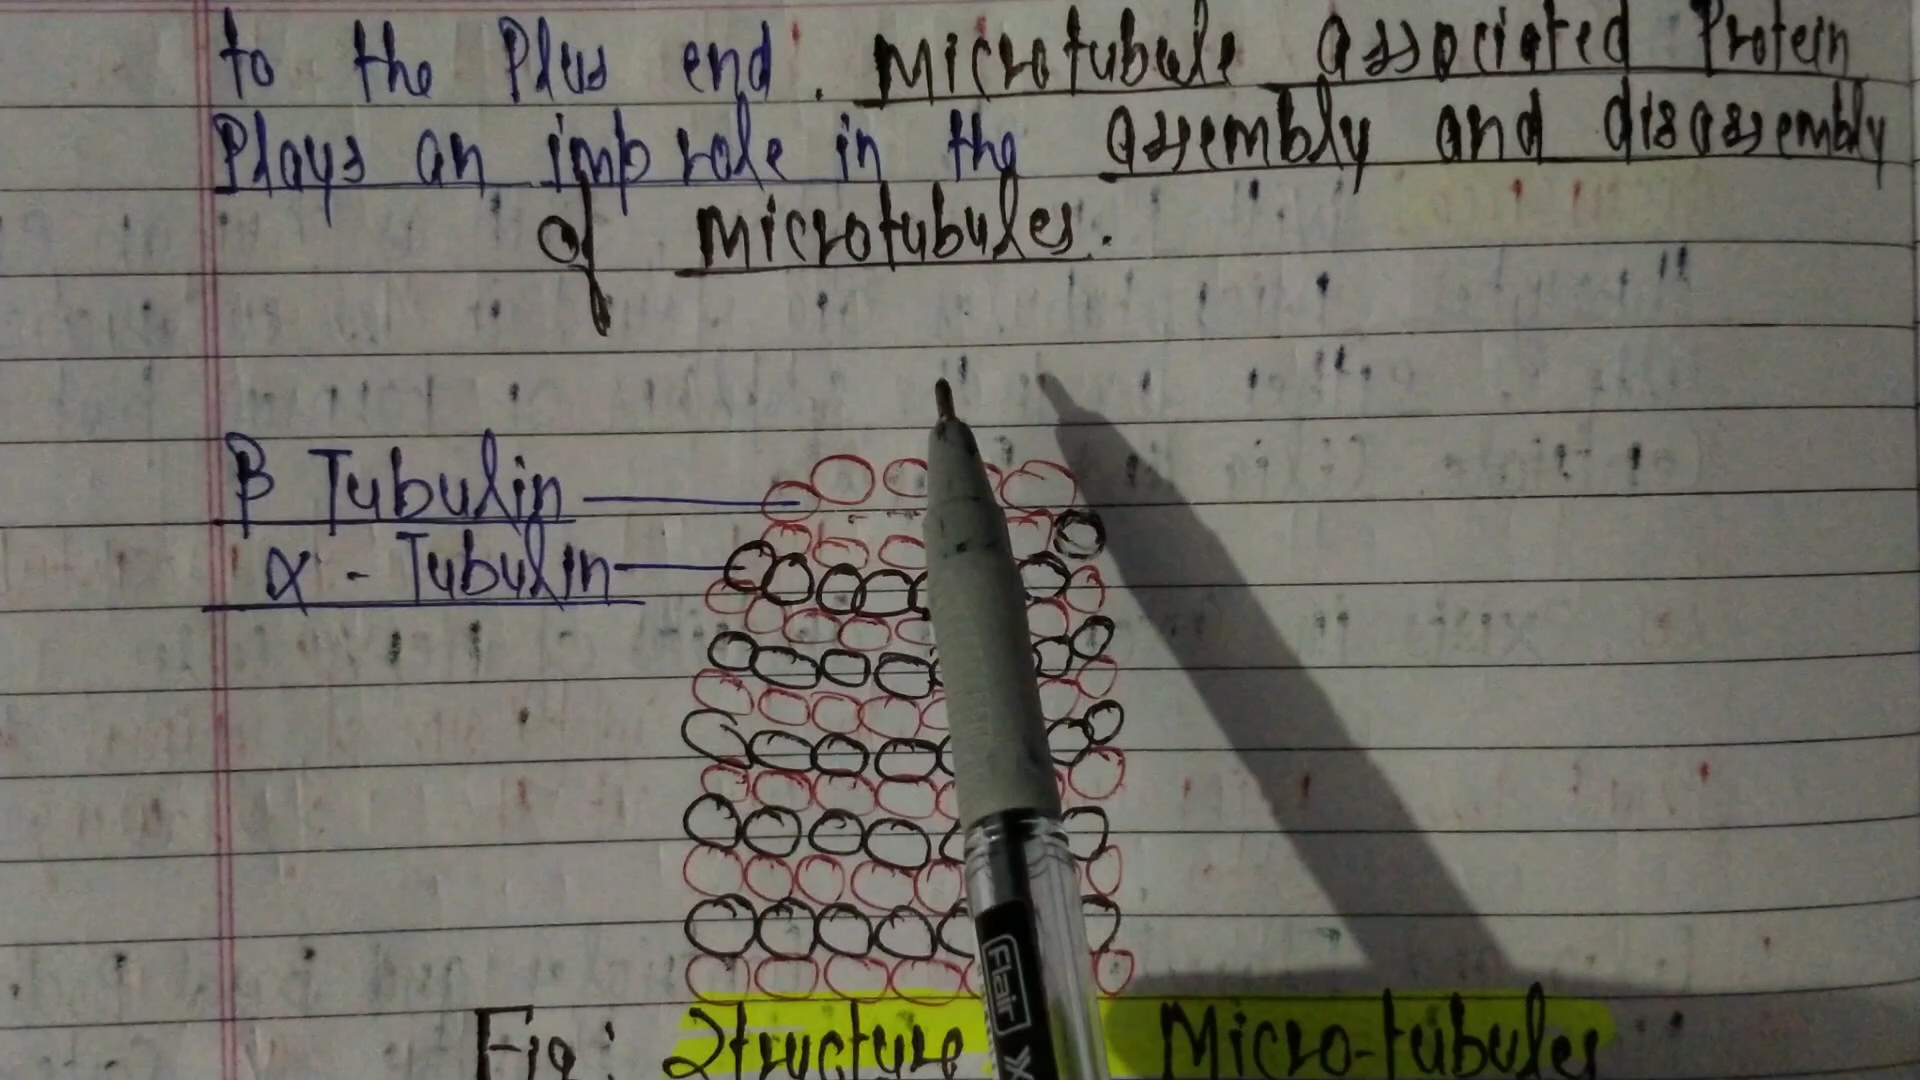 to the Plus end. Microtubule associated Protein
Plays an imp role in the assembly and disassembly
of microtubules.
β Tubulin
α - Tubulin
Flair
Fig: Structure Micro-tubules